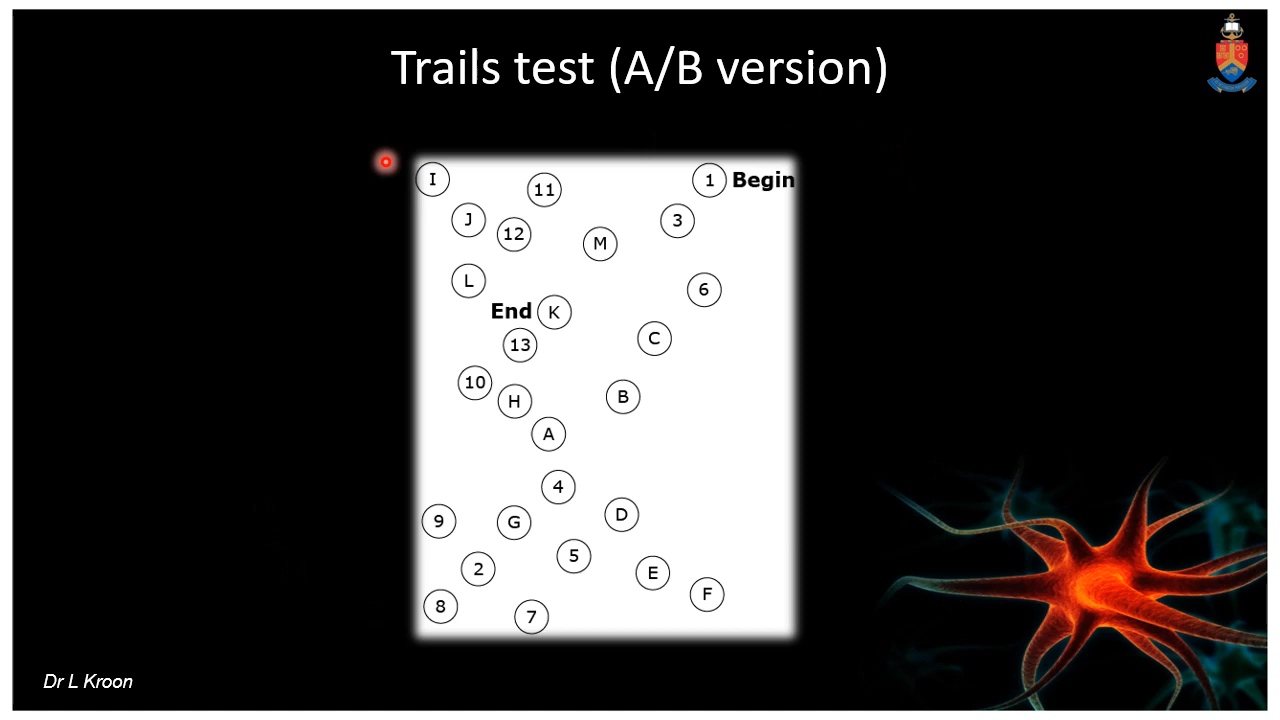 Trails test (A/B version)
I
11
1 Begin
J
12
M
3
L
6
End K
13
C
10
H
B
A
4
9
G
D
2
5
E
F
8
7
Dr L Kroon